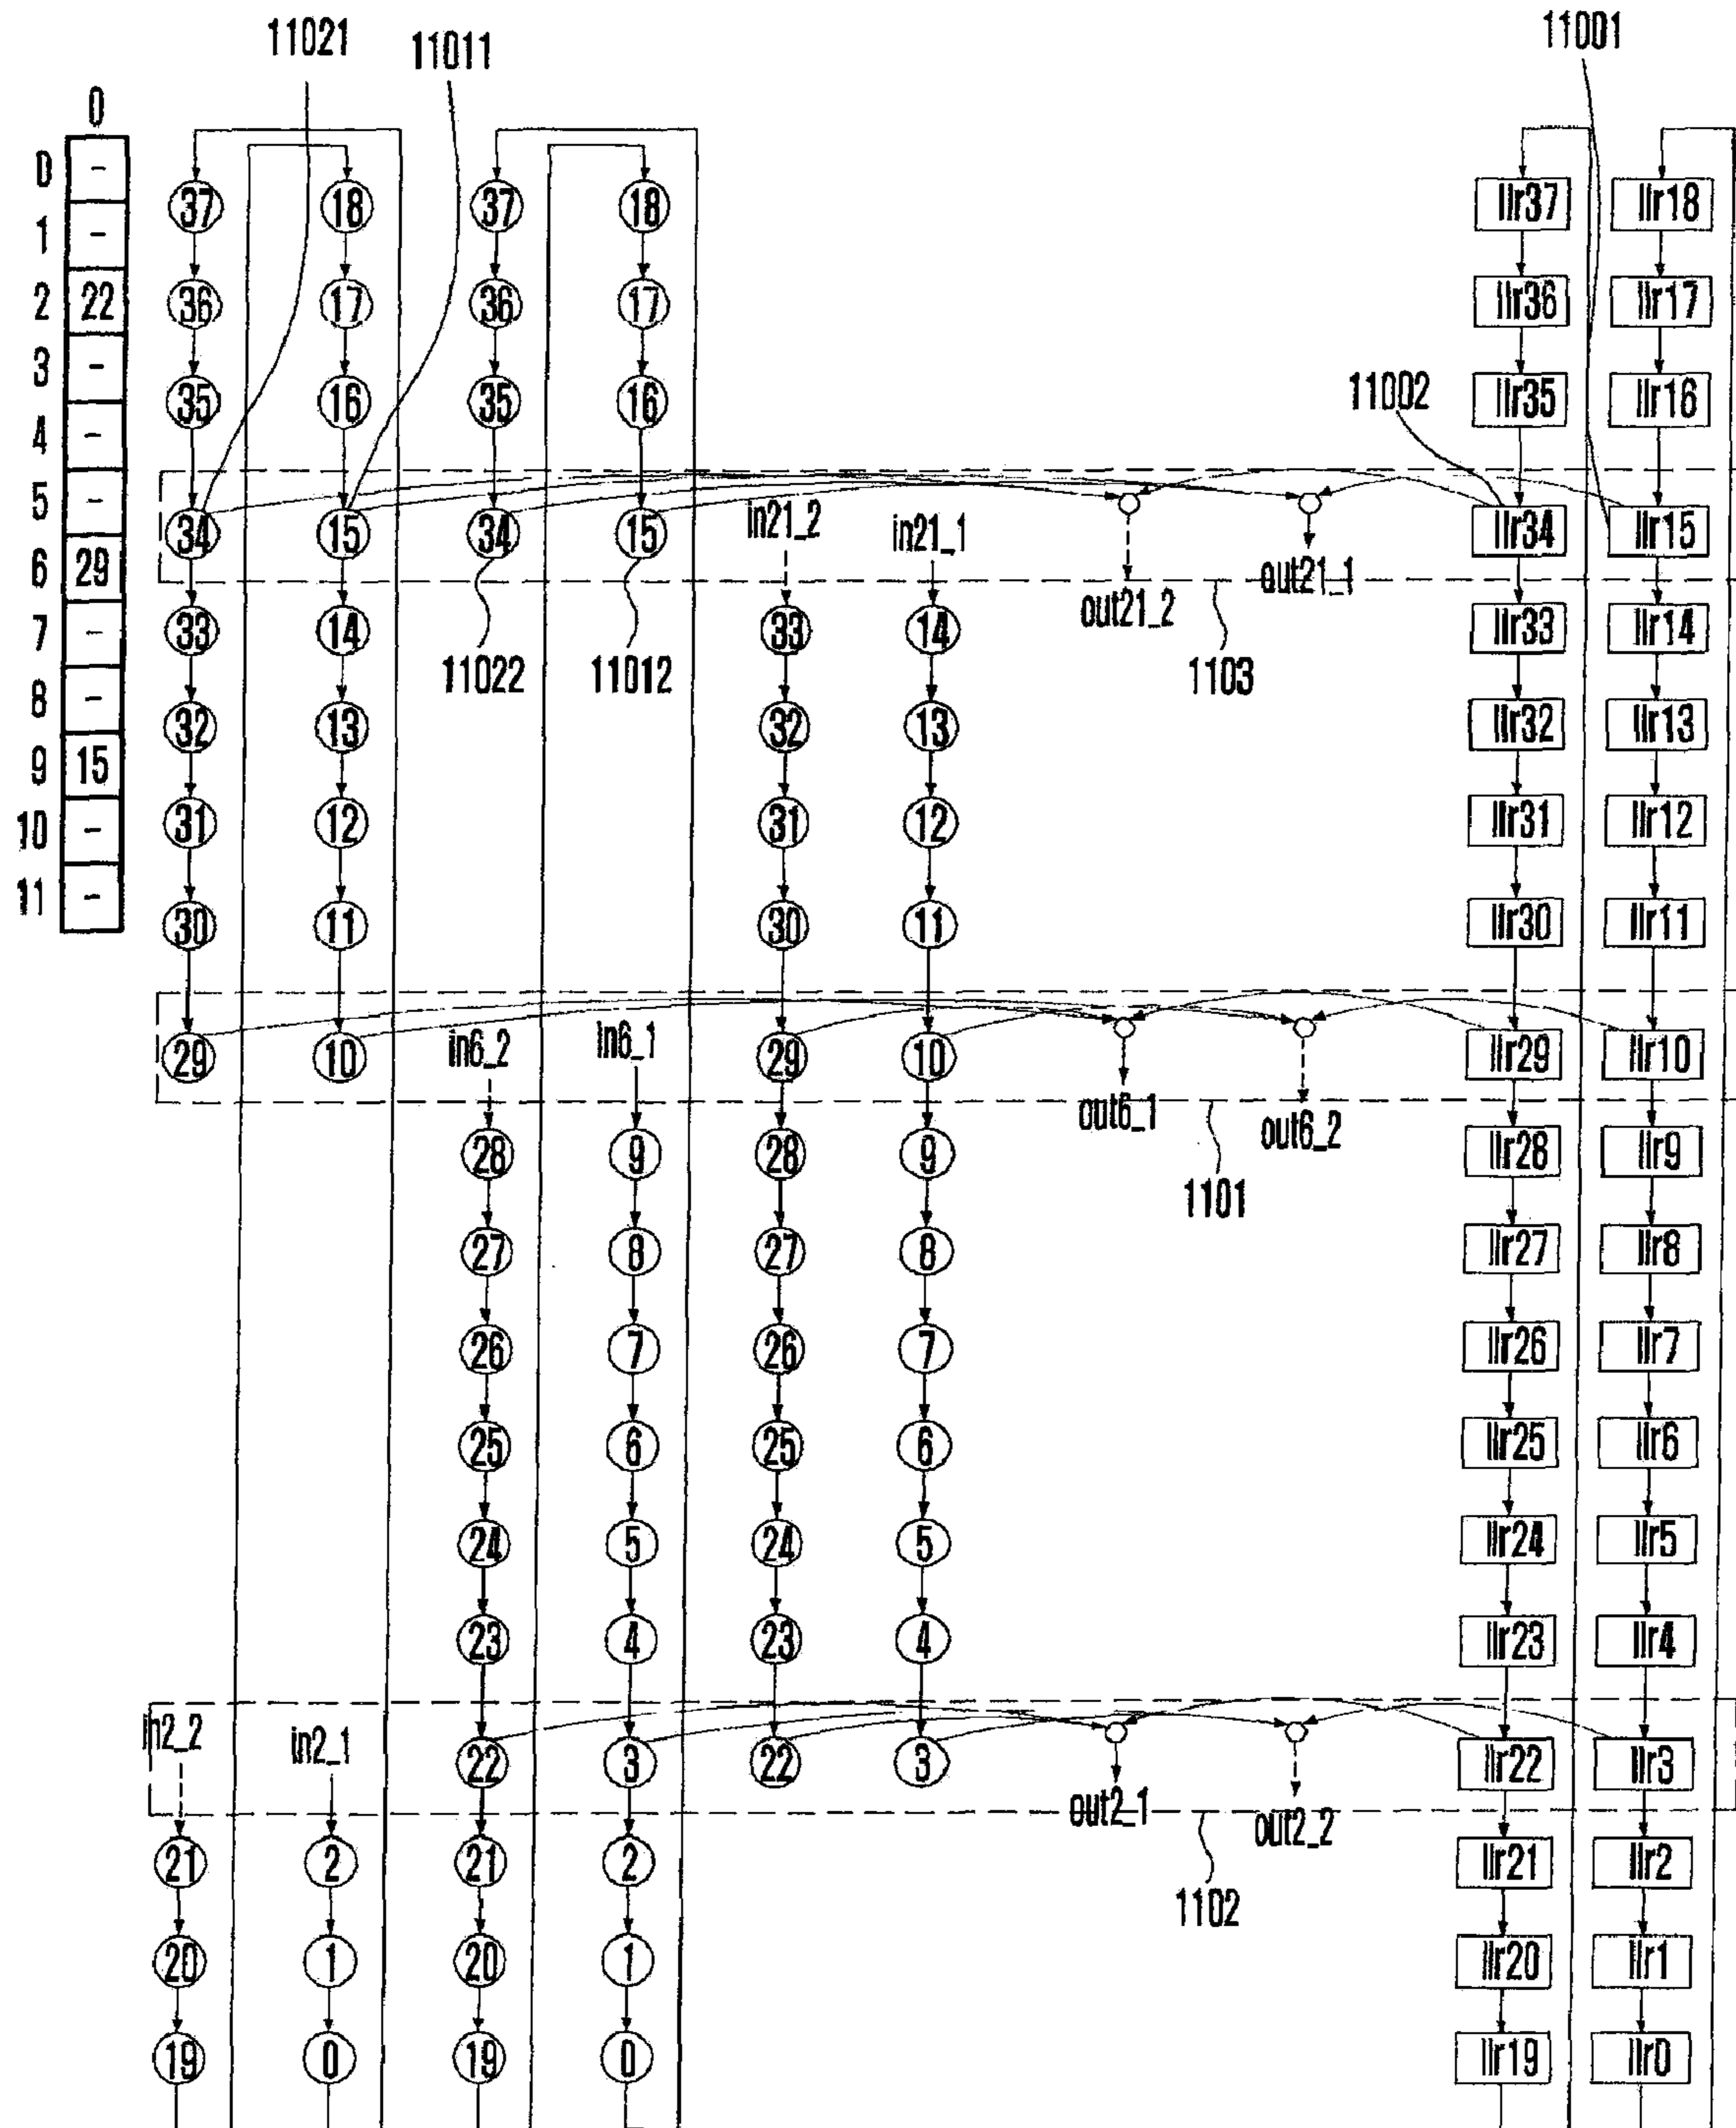 11021 11011 11001
0
0 -
1 -
2 22
3 -
4 -
5 -
6 29
7 -
8 -
9 15
10 -
11 -
37 18 37 18 llr37 llr18
36 17 36 17 llr36 llr17
35 16 35 16 11002 llr35 llr16
34 15 34 15 in21_2 in21_1 llr34 llr15
out21_2 out21_1
33 14 11022 11012 33 14 1103 llr33 llr14
32 13 32 13 llr32 llr13
31 12 31 12 llr31 llr12
30 11 30 11 llr30 llr11
29 10 in6_2 in6_1 29 10 llr29 llr10
out6_1 out6_2
28 9 28 9 1101 llr28 llr9
27 8 27 8 llr27 llr8
26 7 26 7 llr26 llr7
25 6 25 6 llr25 llr6
24 5 24 5 llr24 llr5
23 4 23 4 llr23 llr4
in2_2 in2_1 22 3 22 3 llr22 llr3
out2_1 out2_2
21 2 21 2 1102 llr21 llr2
20 1 20 1 llr20 llr1
19 0 19 0 llr19 llr0